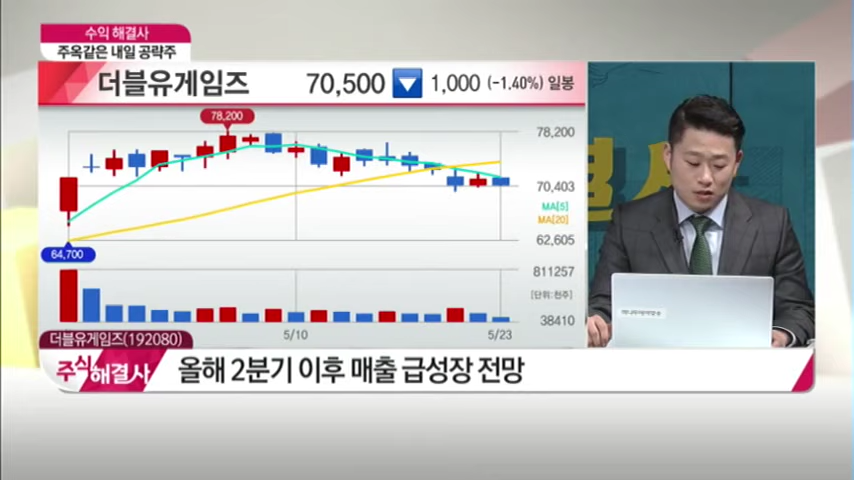 수익 해결사
주옥같은 내일 공략주
더블유게임즈 70,500 ▼ 1,000 (-1.40%) 일봉
78,200
78,200
70,403
MA[5]
MA[20]
62,605
64,700
811257
[단위:천주]
38410
5/10 5/23
더블유게임즈(192080)
주식해결사
올해 2분기 이후 매출 급성장 전망